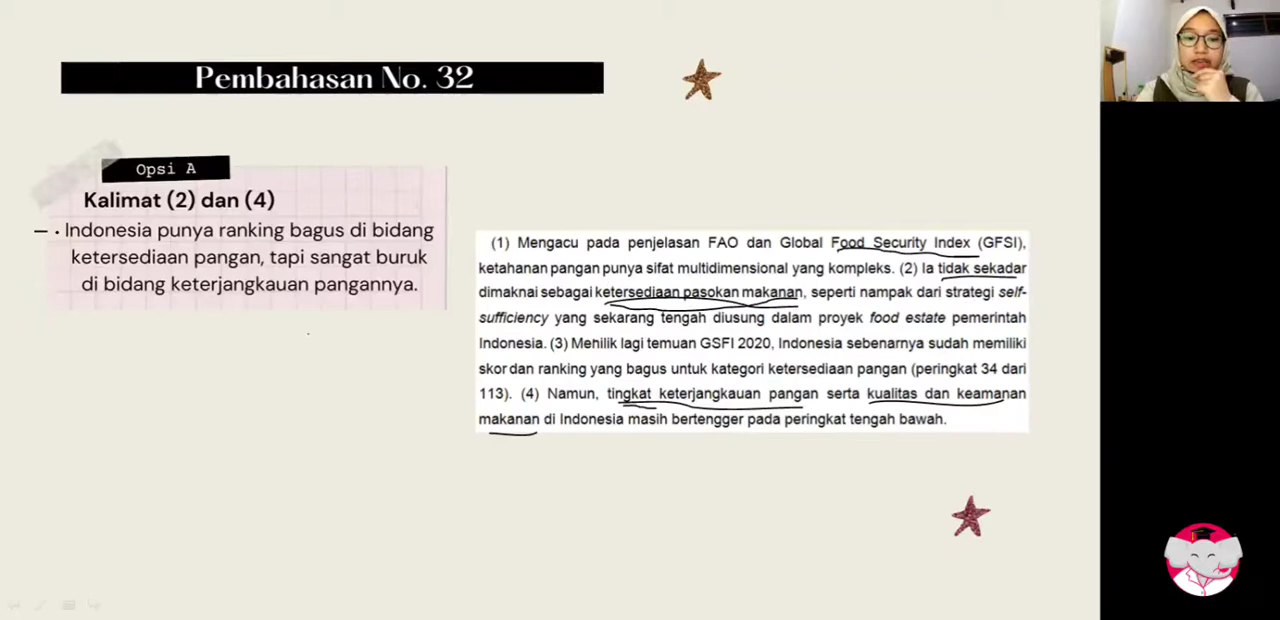 Pembahasan No. 32
Opsi A
Kalimat (2) dan (4)
. Indonesia punya ranking bagus di bidang
ketersediaan pangan, tapi sangat buruk
di bidang keterjangkauan pangannya.
(1) Mengacu pada penjelasan FAO dan Global Food Security Index (GFSI),
ketahanan pangan punya sifat multidimensional yang kompleks. (2) Ia tidak sekadar
dimaknai sebagai ketersediaan pasokan makanan, seperti nampak dari strategi self-
sufficiency yang sekarang tengah diusung dalam proyek food estate pemerintah
Indonesia. (3) Mehilik lagi temuan GSFI 2020, Indonesia sebenarnya sudah memiliki
skor dan ranking yang bagus untuk kategori ketersediaan pangan (peringkat 34 dari
113). (4) Namun, tingkat keterjangkauan pangan serta kualitas dan keamanan
makanan di Indonesia masih bertengger pada peringkat tengah bawah.